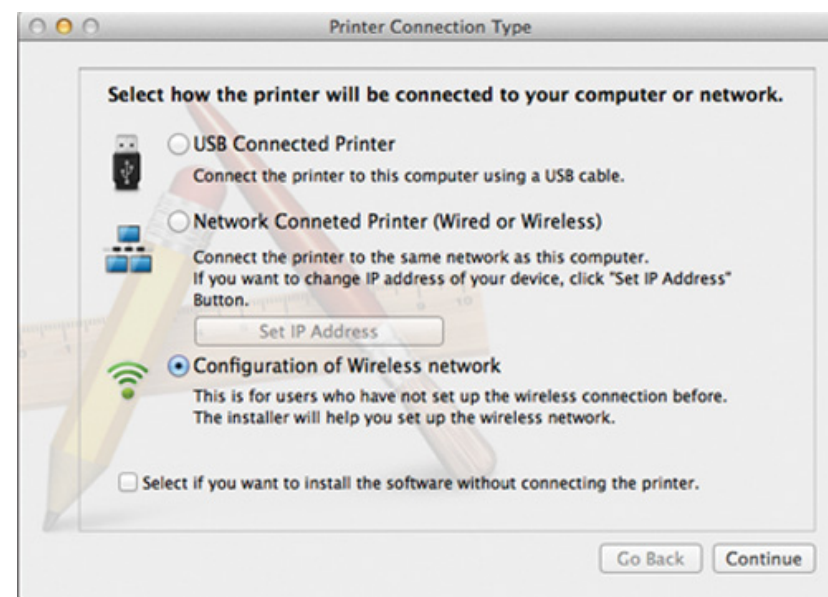 Printer Connection Type
Select how the printer will be connected to your computer or network.
USB Connected Printer
Connect the printer to this computer using a USB cable.
Network Conneted Printer (Wired or Wireless)
Connect the printer to the same network as this computer.
If you want to change IP address of your device, click "Set IP Address"
Button.
Set IP Address
Configuration of Wireless network
This is for users who have not set up the wireless connection before.
The installer will help you set up the wireless network.
Select if you want to install the software without connecting the printer.
Go Back
Continue